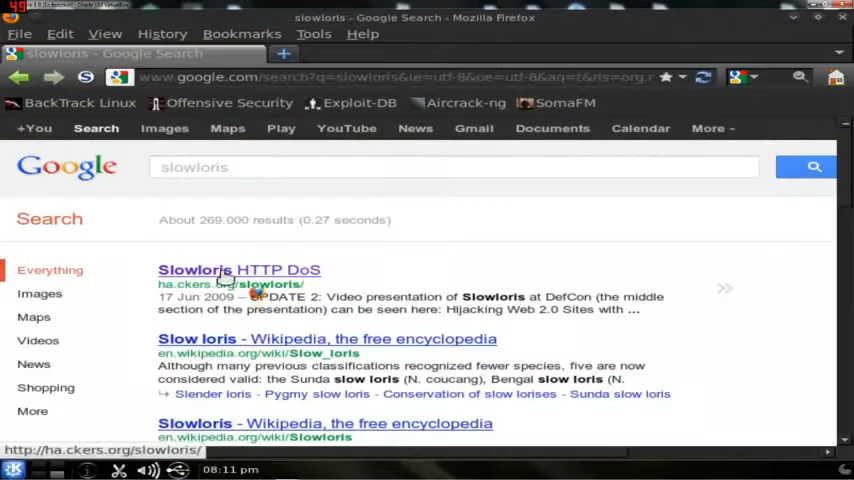 49
siowloris - Google Search - Mozilla Firefox
File Edit View History Bookmarks Tools Help
slowloris - Google Search
www.google.com/search?q=slowloris&ie=utf-8&oe=utf-8&aq=t&rls=org.r
BackTrack Linux Offensive Security Exploit-DB Aircrack-ng SomaFM
+You Search Images Maps Play YouTube News Gmail Documents Calendar More
Google slowloris
Search About 269.000 results (0.27 seconds)
Everything
Images
Maps
Videos
News
Shopping
More
Slowloris HTTP DoS
ha.ckers.org/slowloris/
17 Jun 2009 – UPDATE 2: Video presentation of Slowloris at DefCon (the middle
section of the presentation) can be seen here: Hijacking Web 2.0 Sites with ...
Slow loris - Wikipedia, the free encyclopedia
en.wikipedia.org/wiki/Slow_loris
Although many previous classifications recognized fewer species, five are now
considered valid: the Sunda slow loris (N. coucang), Bengal slow loris (N.
Slender loris - Pygmy slow loris - Conservation of slow lorises - Sunda slow loris
Slowloris - Wikipedia, the free encyclopedia
en.wikipedia.org/wiki/Slowloris
http://ha.ckers.org/slowloris/
08:11 pm